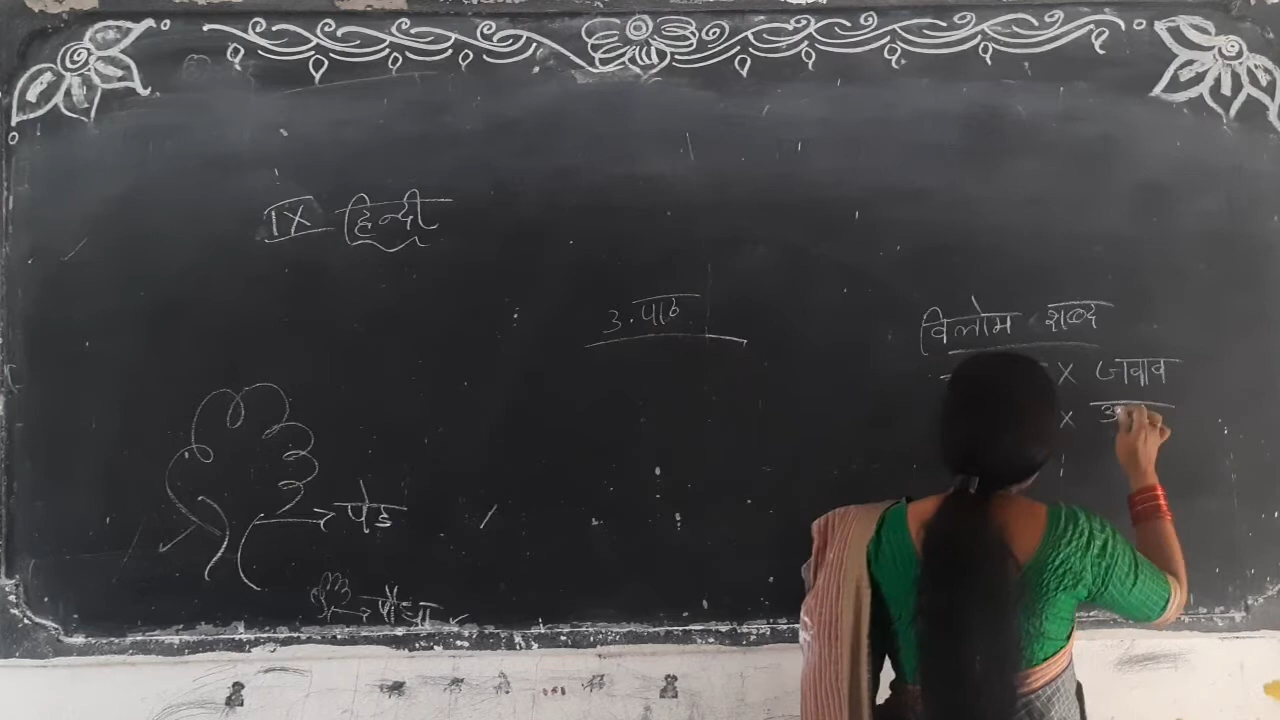 IX हिन्दी
3. पाठ
विलोम शब्द
x जवाब
x
पेड